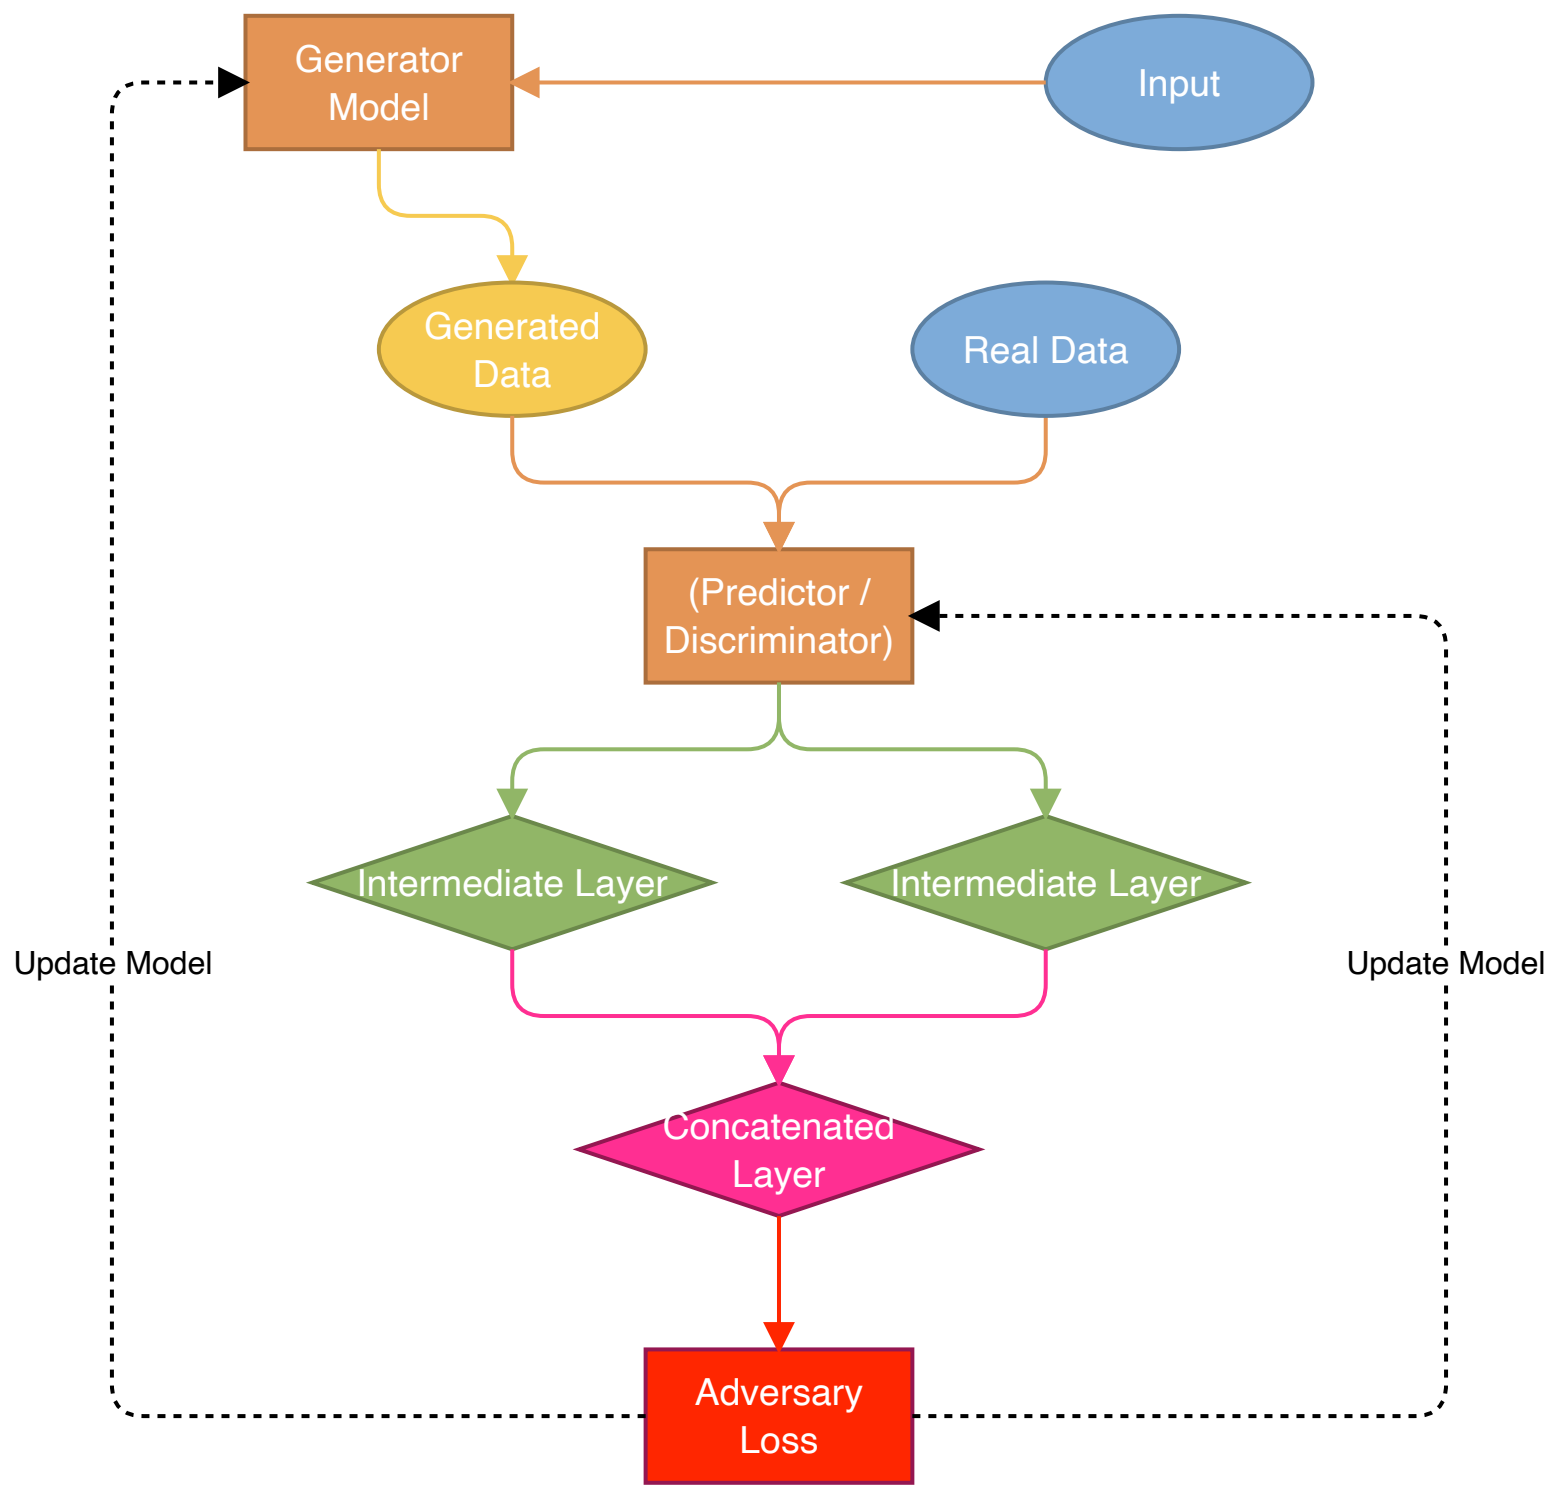 Generator
Model
Input
Generated
Data
Real Data
(Predictor /
Discriminator)
Intermediate Layer
Intermediate Layer
Update Model
Update Model
Concatenated
Layer
Adversary
Loss